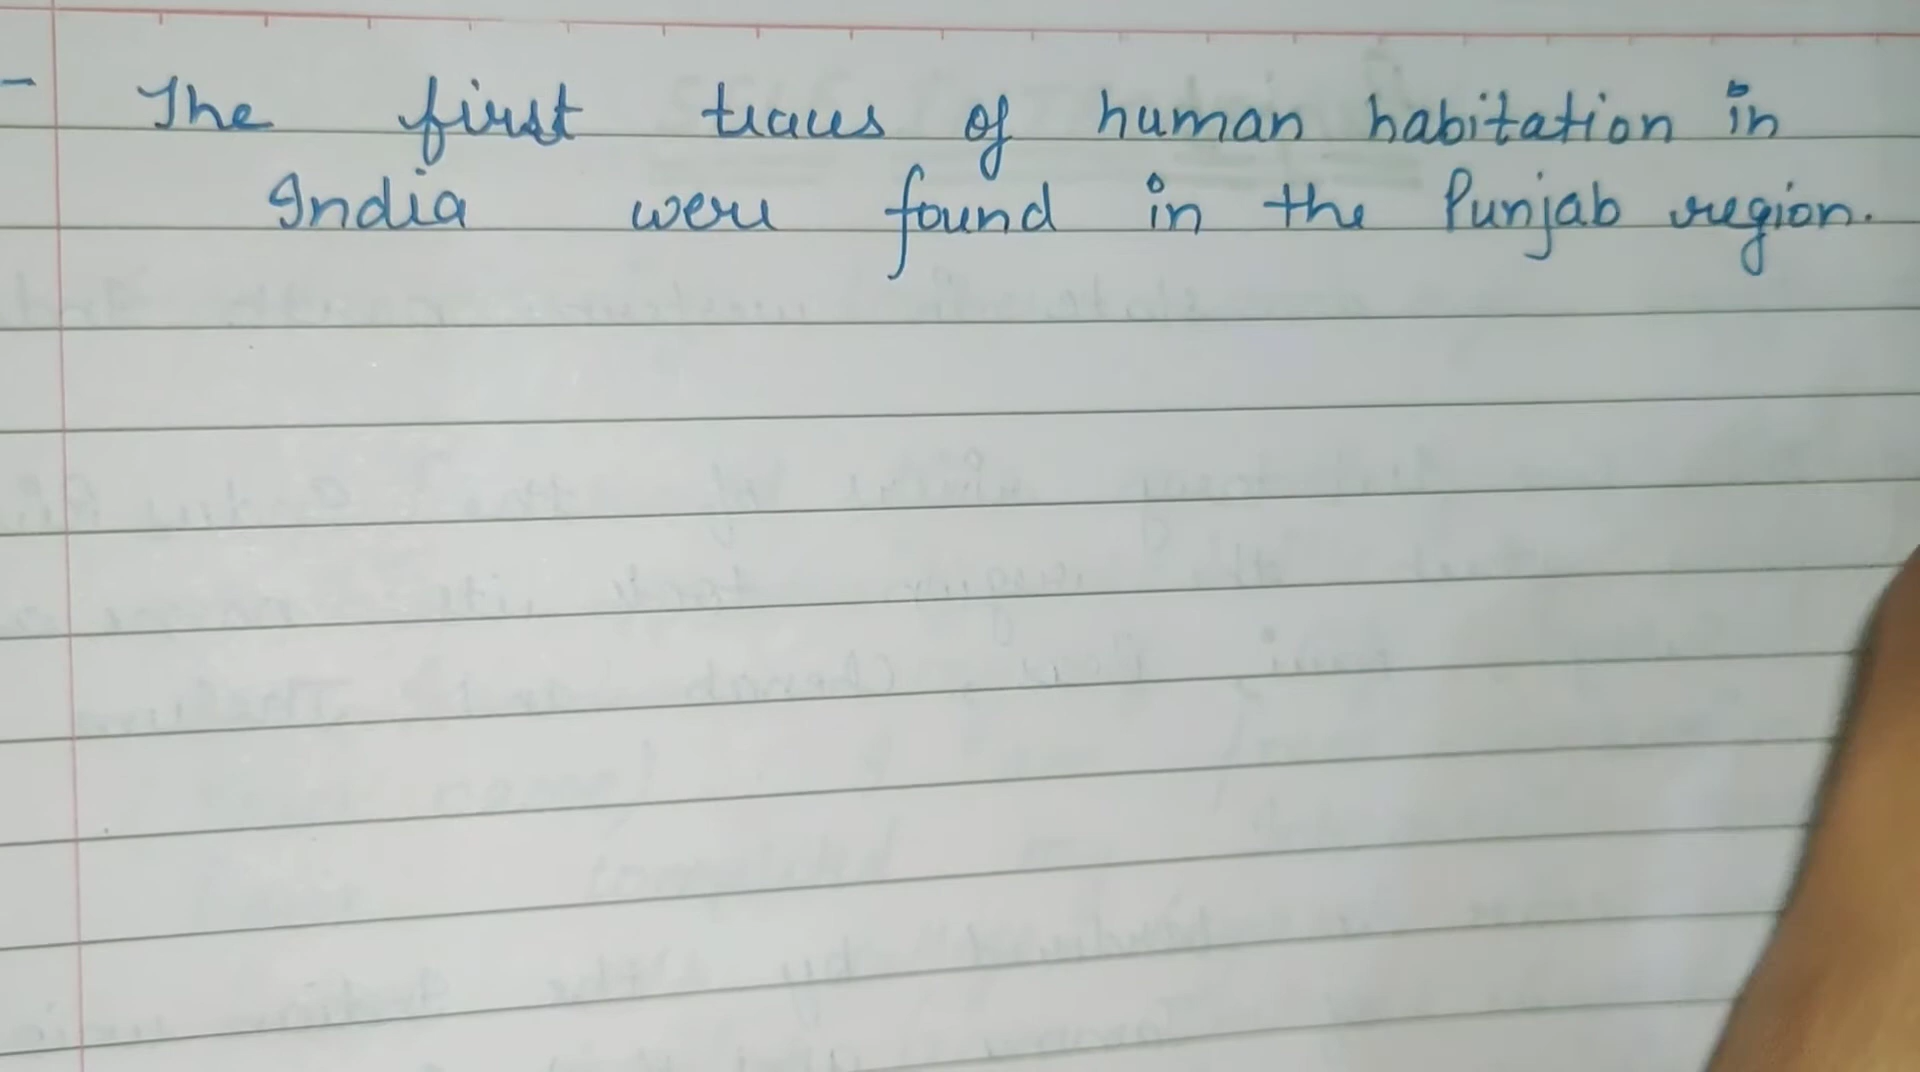 - The first traces of human habitation in
India were found in the Punjab region.